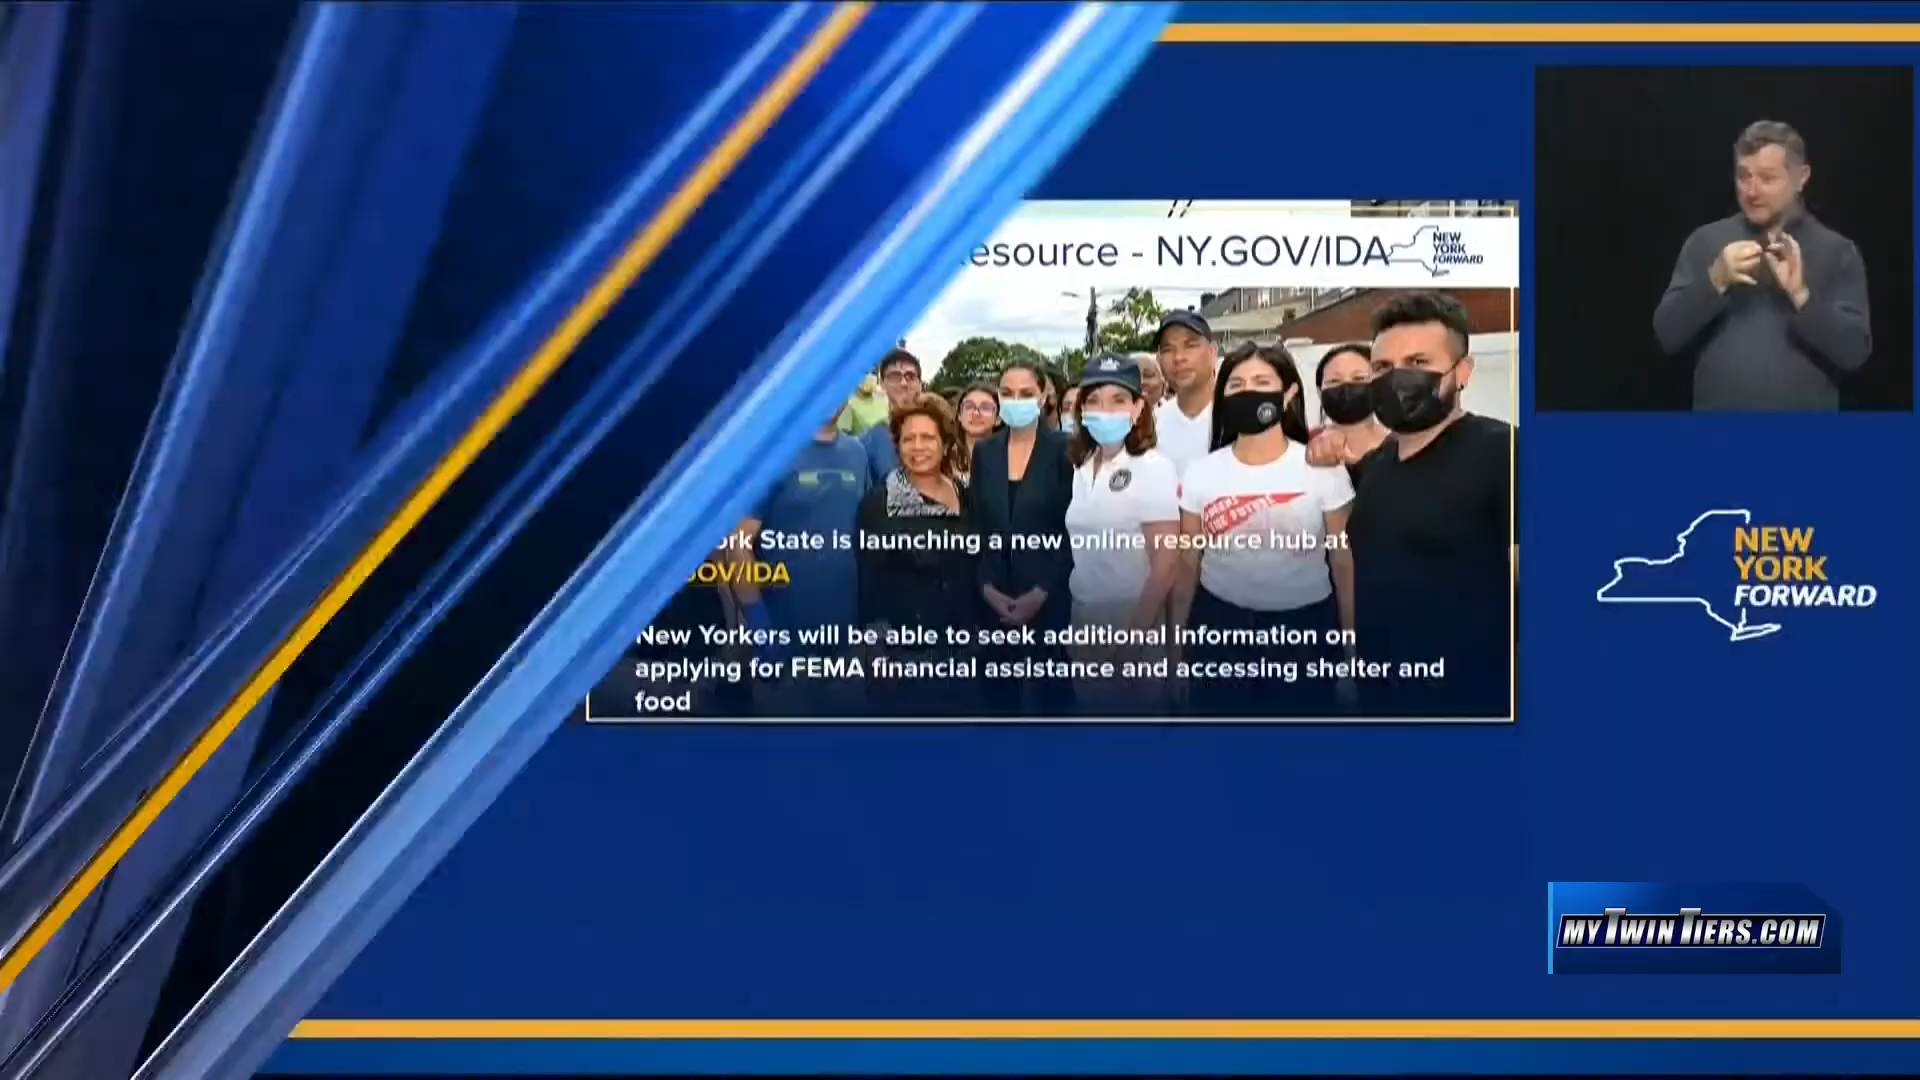 esource - NY.GOV/IDA
NEW
YORK
FORWARD
ork State is launching a new online resource hub at
GOV/IDA
New Yorkers will be able to seek additional information on
applying for FEMA financial assistance and accessing shelter and
food
NEW
YORK
FORWARD
MYTWINTIERS.COM